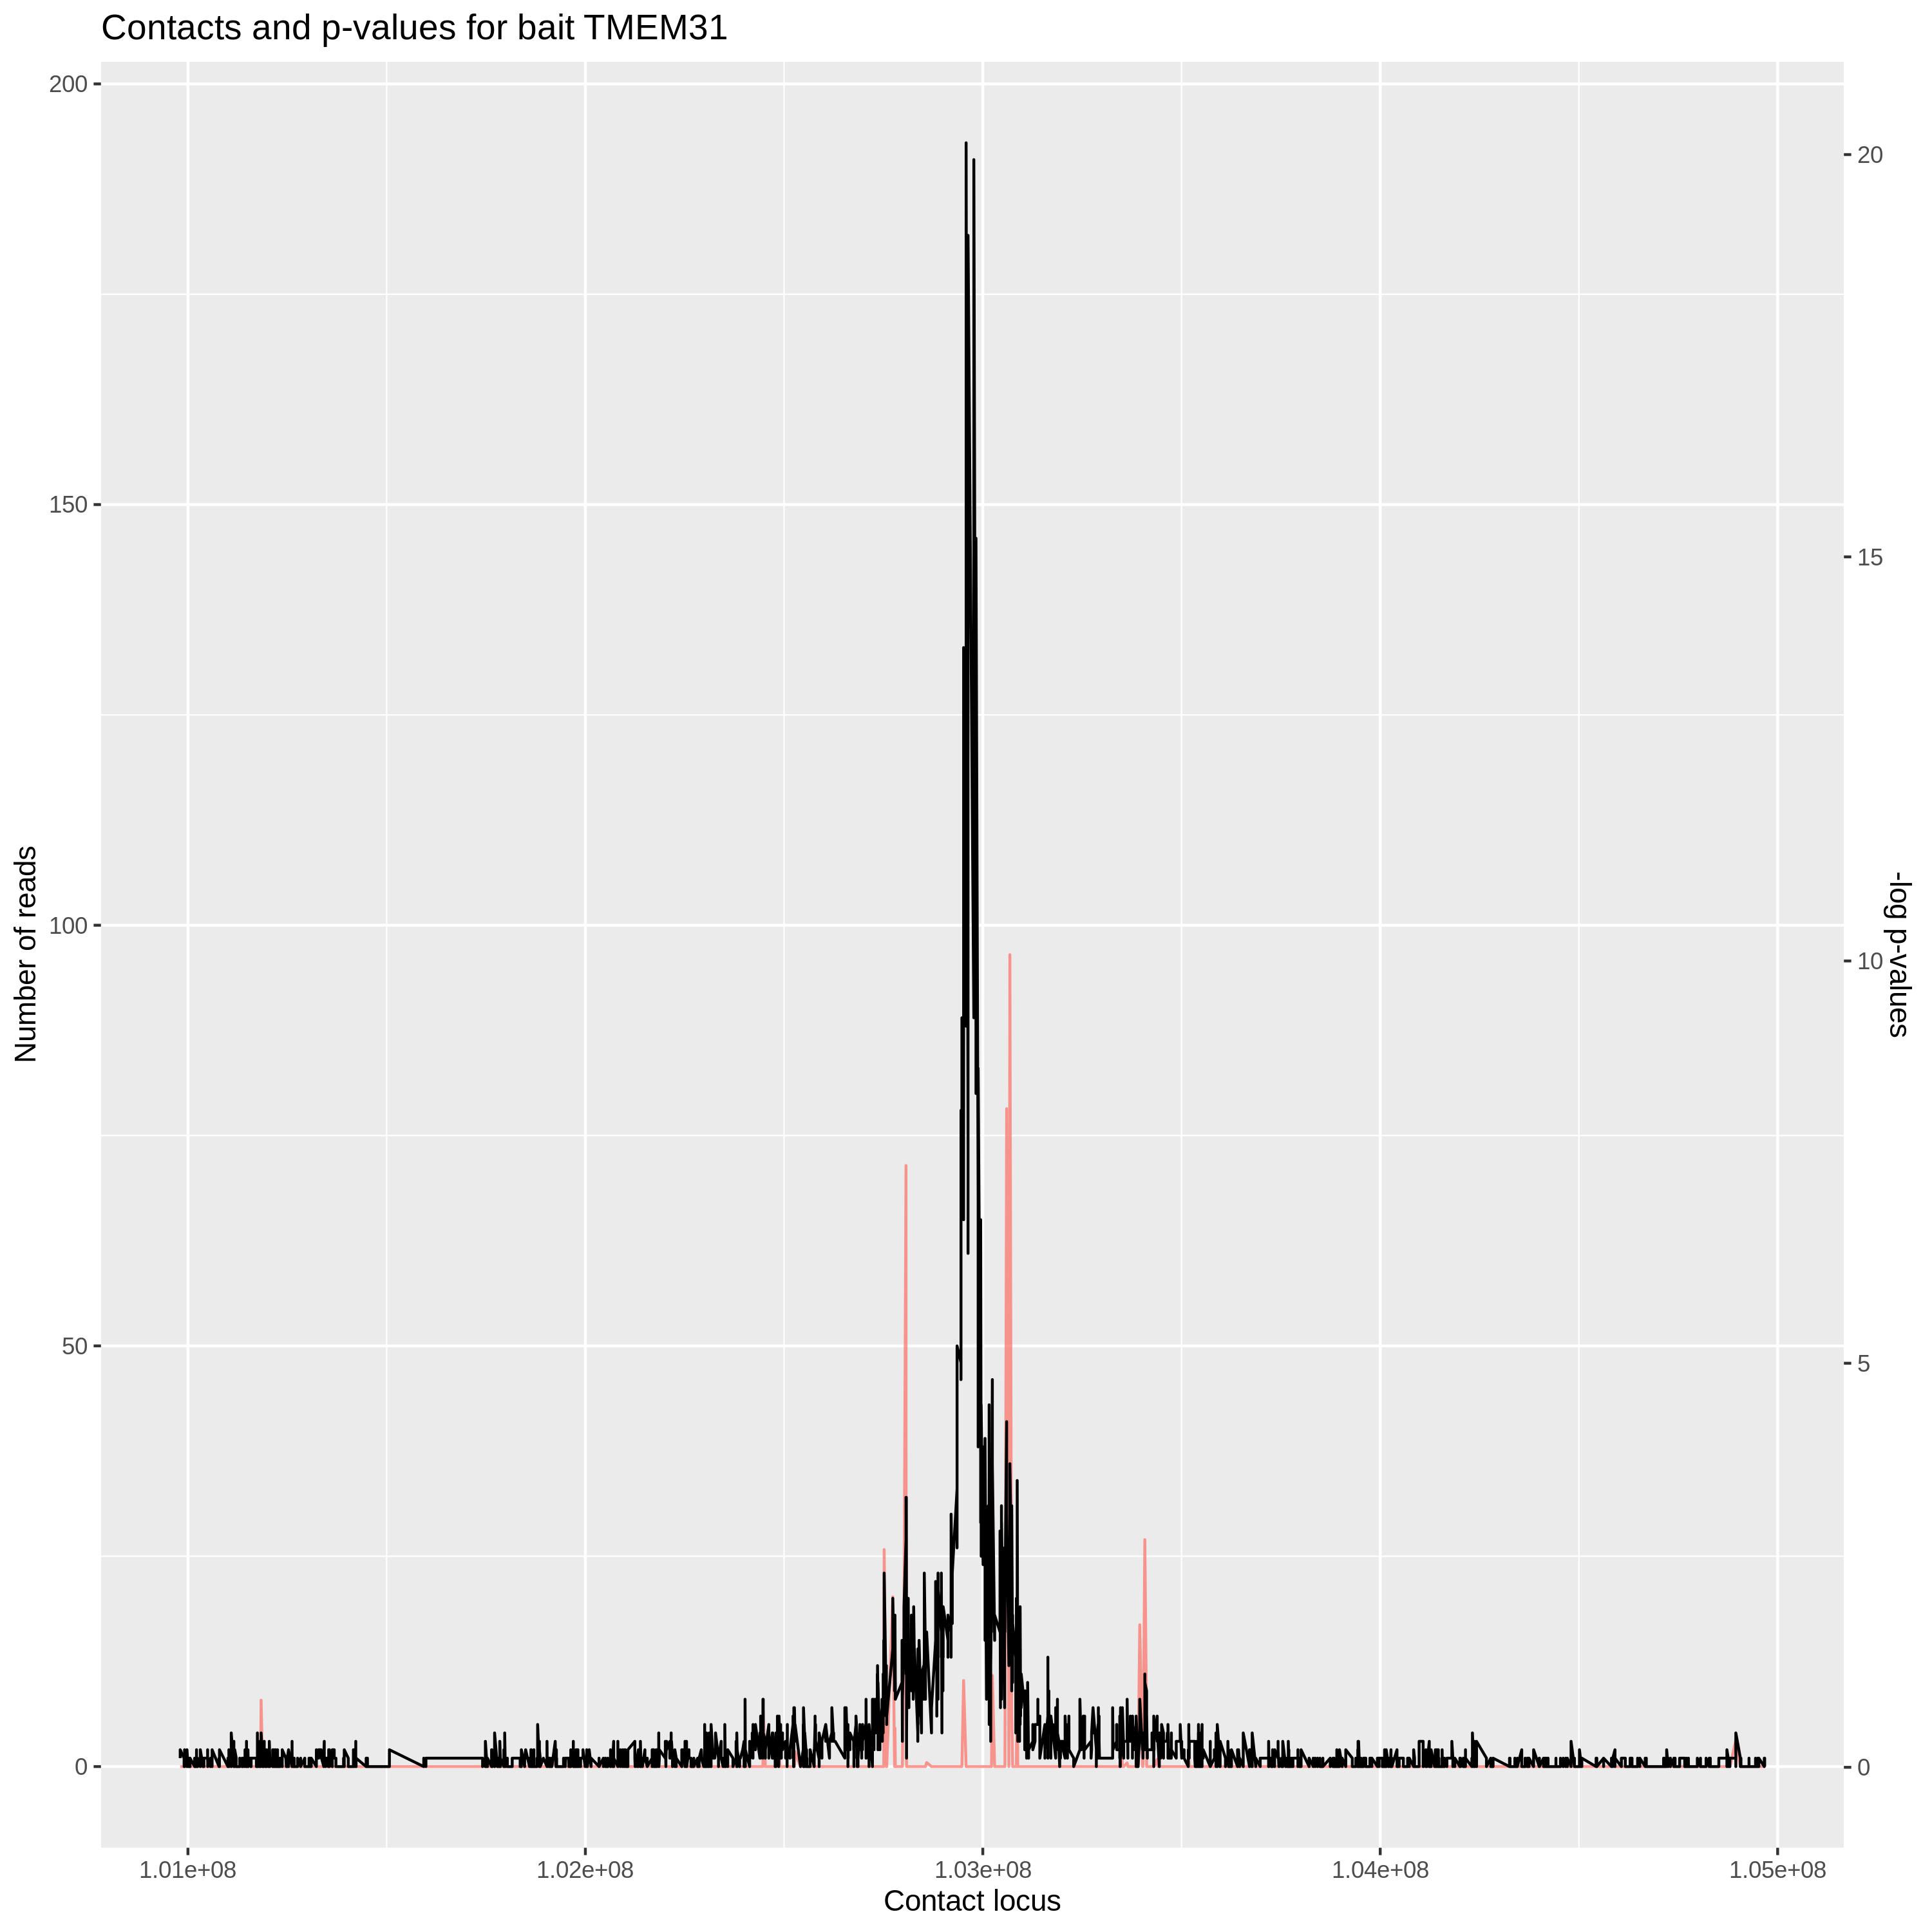 Contacts and p-values for bait TMEM31
200
150
100
50
0
Number of reads
20
15
10
5
0
-log p-values
1.01e+08
1.02e+08
1.03e+08
1.04e+08
1.05e+08
Contact locus